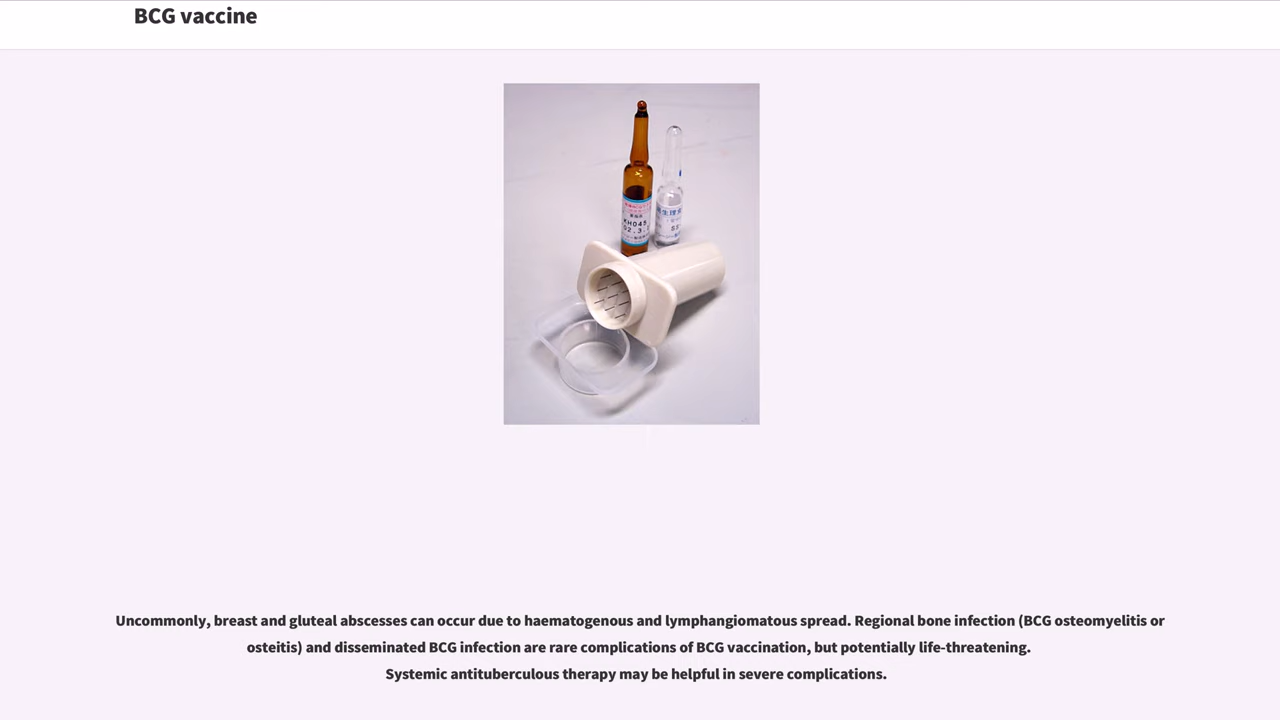 BCG vaccine
KH045
Uncommonly, breast and gluteal abscesses can occur due to haematogenous and lymphangiomatous spread. Regional bone infection (BCG osteomyelitis or
osteitis) and disseminated BCG infection are rare complications of BCG vaccination, but potentially life-threatening.
Systemic antituberculous therapy may be helpful in severe complications.